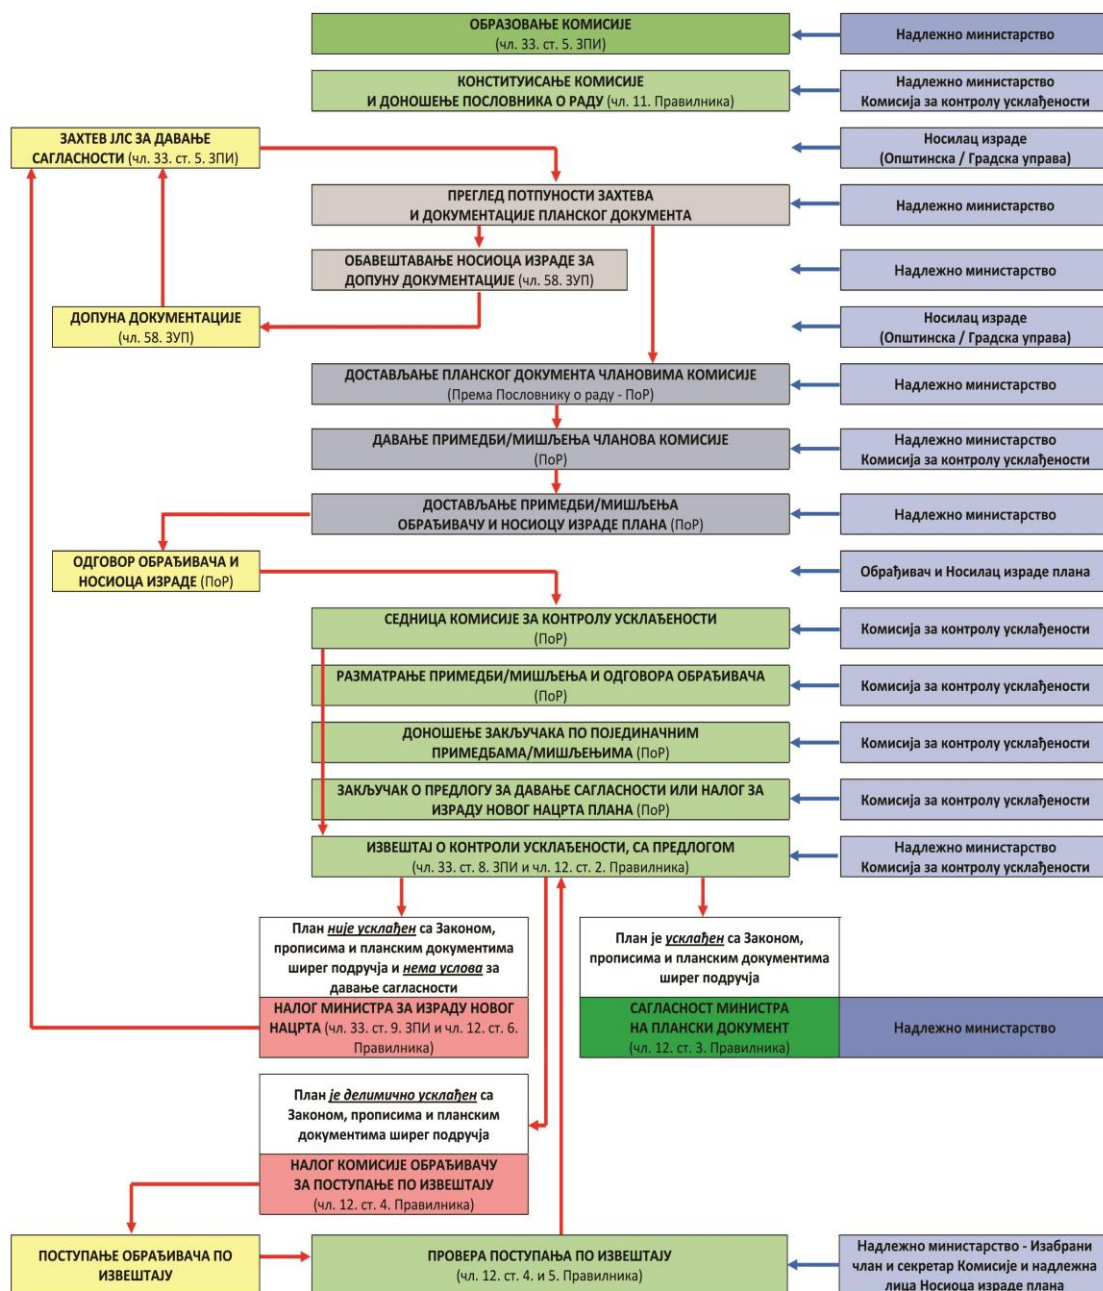 ОБРАЗОВАЊЕ КОМИСИЈЕ
(чл. 33. ст. 5. ЗПИ)
Надлежно министарство
КОНСТИТУИСАЊЕ КОМИСИЈЕ
И ДОНОШЕЊЕ ПОСЛОВНИКА О РАДУ (чл. 11. Правилника)
Надлежно министарство
Комисија за контролу усклађености
ЗАХТЕВ ЈЛС ЗА ДАВАЊЕ
САГЛАСНОСТИ (чл. 33. ст. 5. ЗПИ)
Носилац израде
(Општинска / Градска управа)
ПРЕГЛЕД ПОТПУНОСТИ ЗАХТЕВА
И ДОКУМЕНТАЦИЈЕ ПЛАНСКОГ ДОКУМЕНТА
Надлежно министарство
ОБАВЕШТАВАЊЕ НОСИОЦА ИЗРАДЕ ЗА
ДОПУНУ ДОКУМЕНТАЦИЈЕ (чл. 58. ЗУП)
Надлежно министарство
ДОПУНА ДОКУМЕНТАЦИЈЕ
(чл. 58. ЗУП)
Носилац израде
(Општинска / Градска управа)
ДОСТАВЉАЊЕ ПЛАНСКОГ ДОКУМЕНТА ЧЛАНОВИМА КОМИСИЈЕ
(Према Пословнику о раду - ПоР)
Надлежно министарство
ДАВАЊЕ ПРИМЕДБИ/МИШЉЕЊА ЧЛАНОВА КОМИСИЈЕ
(ПоР)
Надлежно министарство
Комисија за контролу усклађености
ДОСТАВЉАЊЕ ПРИМЕДБИ/МИШЉЕЊА
ОБРАЂИВАЧУ И НОСИОЦУ ИЗРАДЕ ПЛАНА (ПоР)
Надлежно министарство
ОДГОВОР ОБРАЂИВАЧА И
НОСИОЦА ИЗРАДЕ (ПоР)
Обрађивач и Носилац израде плана
СЕДНИЦА КОМИСИЈЕ ЗА КОНТРОЛУ УСКЛАЂЕНОСТИ
(ПоР)
Комисија за контролу усклађености
РАЗМАТРАЊЕ ПРИМЕДБИ/МИШЉЕЊА И ОДГОВОРА ОБРАЂИВАЧА
(ПоР)
Комисија за контролу усклађености
ДОНОШЕЊЕ ЗАКЉУЧАКА ПО ПОЈЕДИНАЧНИМ
ПРИМЕДБАМА/МИШЉЕЊИМА (ПоР)
Комисија за контролу усклађености
ЗАКЉУЧАК О ПРЕДЛОГУ ЗА ДАВАЊЕ САГЛАСНОСТИ ИЛИ НАЛОГ ЗА
ИЗРАДУ НОВОГ НАЦРТА ПЛАНА (ПоР)
Комисија за контролу усклађености
ИЗВЕШТАЈ О КОНТРОЛИ УСКЛАЂЕНОСТИ, СА ПРЕДЛОГОМ
(чл. 33. ст. 8. ЗПИ и чл. 12. ст. 2. Правилника)
Надлежно министарство
Комисија за контролу усклађености
План није усклађен са Законом,
прописима и планским документима
ширег подручја и нема услова за
давање сагласности
НАЛОГ МИНИСТРА ЗА ИЗРАДУ НОВОГ
НАЦРТА (чл. 33. ст. 9. ЗПИ и чл. 12. ст. 6.
Правилника)
План је усклађен са Законом,
прописима и планским документима
ширег подручја
САГЛАСНОСТ МИНИСТРА
НА ПЛАНСКИ ДОКУМЕНТ
(чл. 12. ст. 3. Правилника)
Надлежно министарство
План је делимично усклађен са
Законом, прописима и планским
документима ширег подручја
НАЛОГ КОМИСИЈЕ ОБРАЂИВАЧУ
ЗА ПОСТУПАЊЕ ПО ИЗВЕШТАЈУ
(чл. 12. ст. 4. Правилника)
ПОСТУПАЊЕ ОБРАЂИВАЧА ПО
ИЗВЕШТАЈУ
ПРОВЕРА ПОСТУПАЊА ПО ИЗВЕШТАЈУ
(чл. 12. ст. 4. и 5. Правилника)
Надлежно министарство - Изабрани
члан и секретар Комисије и надлежна
лица Носиоца израде плана